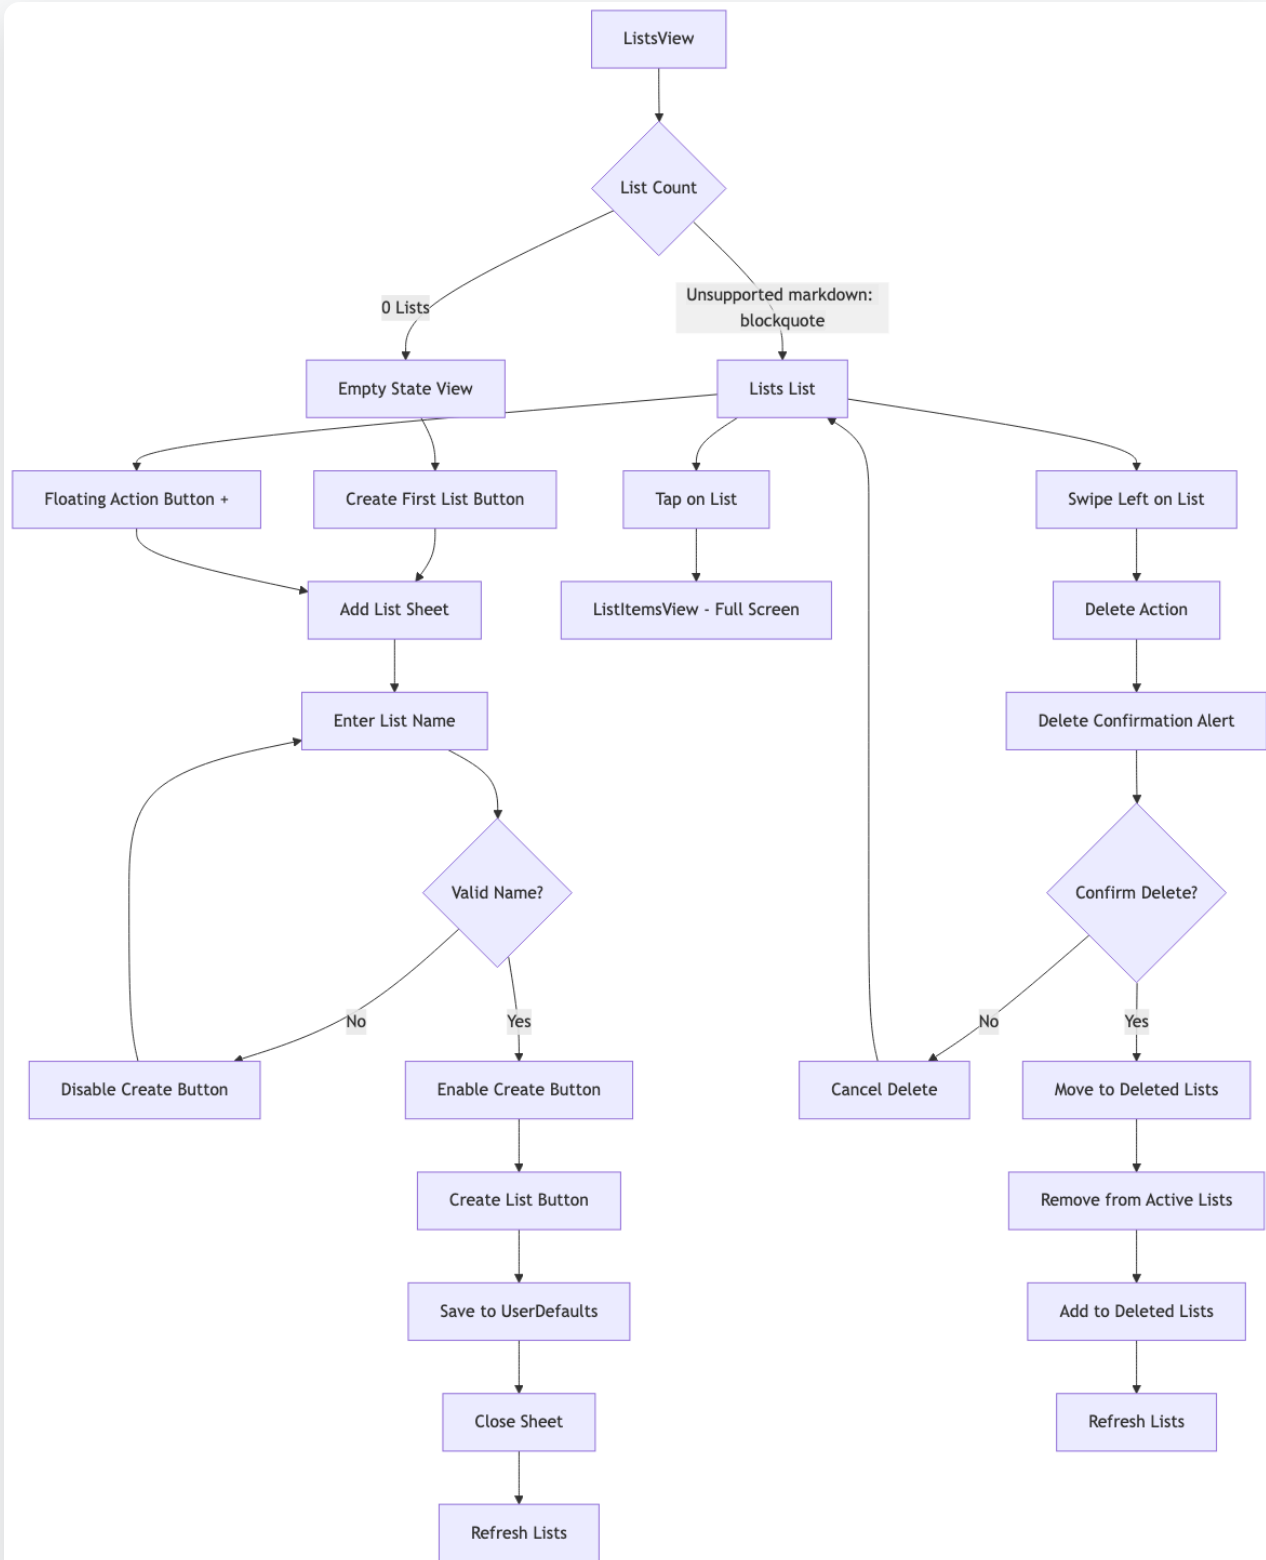 ListsView
List Count
0 Lists
Unsupported markdown:
blockquote
Empty State View
Lists List
Floating Action Button +
Create First List Button
Tap on List
Swipe Left on List
Add List Sheet
ListItemsView - Full Screen
Delete Action
Enter List Name
Delete Confirmation Alert
Valid Name?
Confirm Delete?
No
Yes
No
Yes
Disable Create Button
Enable Create Button
Cancel Delete
Move to Deleted Lists
Create List Button
Remove from Active Lists
Save to UserDefaults
Add to Deleted Lists
Close Sheet
Refresh Lists
Refresh Lists